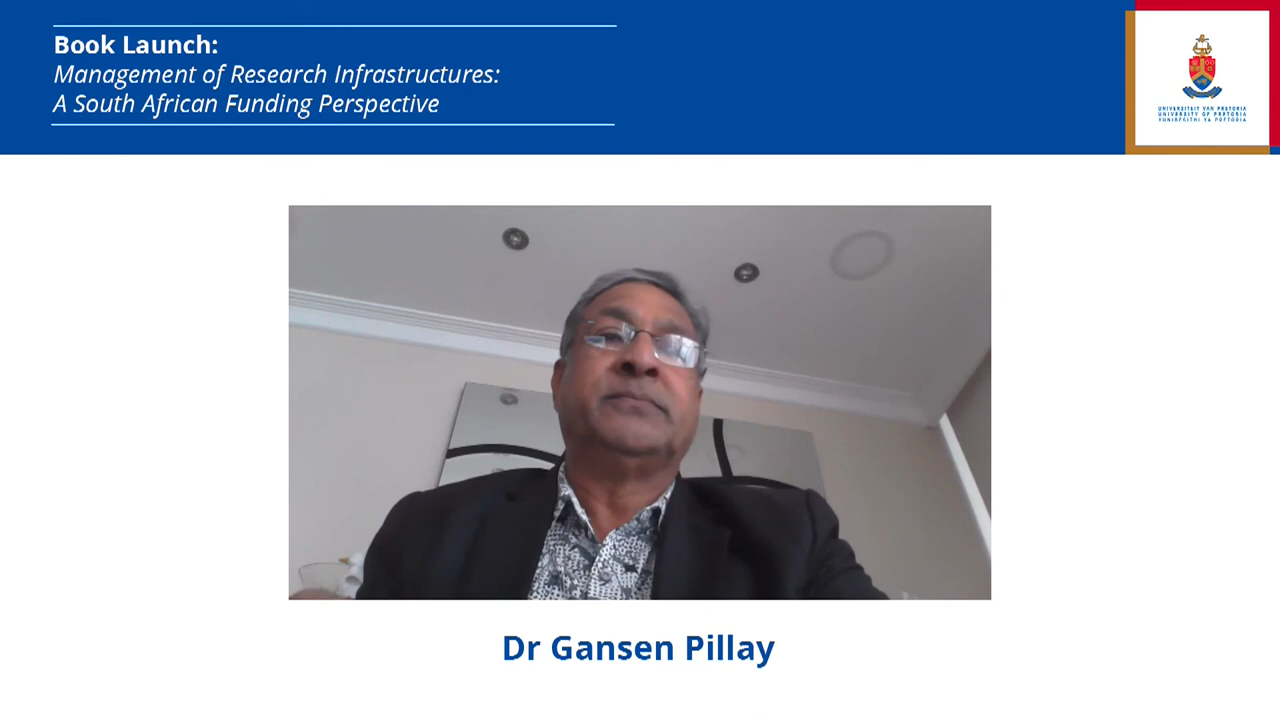 Book Launch:
Management of Research Infrastructures:
A South African Funding Perspective
UNIVERSITEIT VAN PRETORIA
UNIVERSITY OF PRETORIA
YUNIBESITHI YA PRETORIA
Dr Gansen Pillay